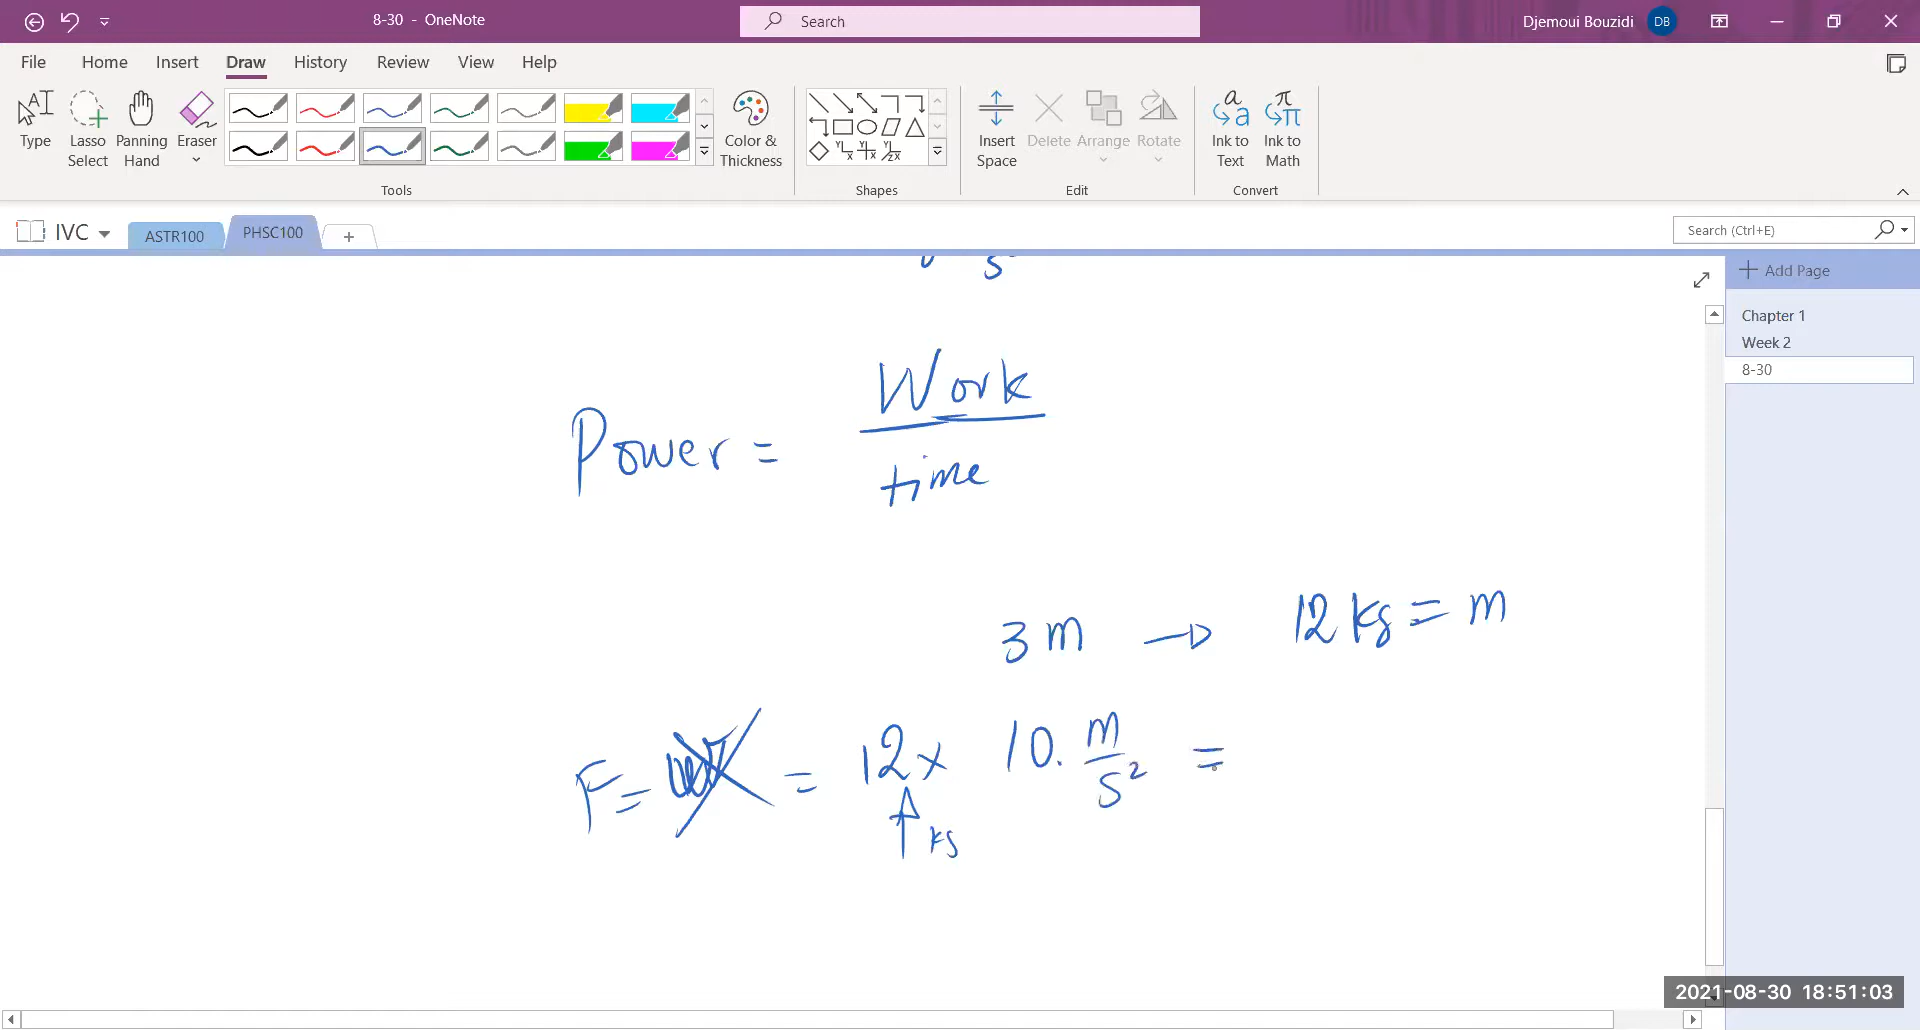 8-30 - OneNote
Search
Djemoui Bouzidi
DB
File Home Insert Draw History Review View Help
Type
Lasso Select
Panning Hand
Eraser
Color & Thickness
Insert Space
Delete
Arrange
Rotate
Ink to Text
Ink to Math
Tools
Shapes
Edit
Convert
IVC
ASTR100
PHSC100
Search (Ctrl+E)
Add Page
Chapter 1
Week 2
8-30
Work
Power =
time
3 m → 12 kg = m
F = = 12 x 10. m/s² =
kg
2021-08-30 18:51:03